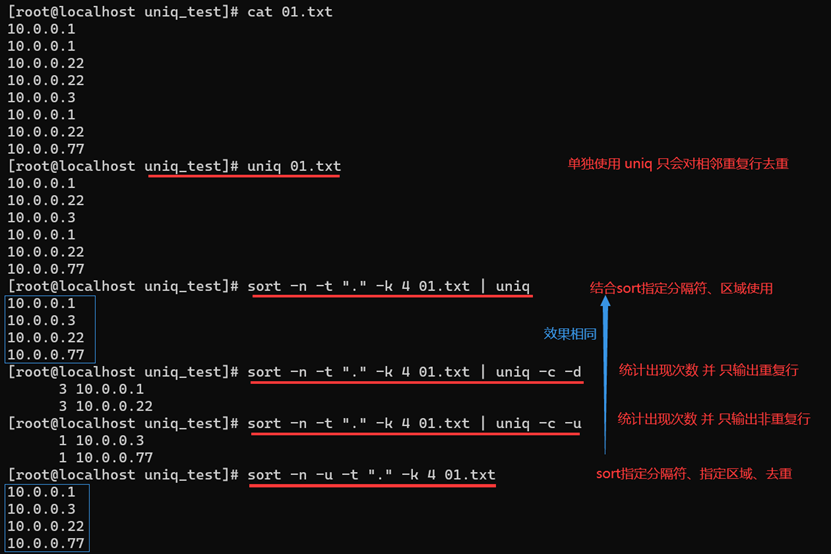 [root@localhost uniq_test]# cat 01.txt
10.0.0.1
10.0.0.1
10.0.0.22
10.0.0.22
10.0.0.3
10.0.0.1
10.0.0.22
10.0.0.77
[root@localhost uniq_test]# uniq 01.txt
单独使用 uniq 只会对相邻重复行去重
10.0.0.1
10.0.0.22
10.0.0.3
10.0.0.1
10.0.0.22
10.0.0.77
[root@localhost uniq_test]# sort -n -t "." -k 4 01.txt | uniq
结合sort指定分隔符、区域使用
10.0.0.1
10.0.0.3
10.0.0.22
10.0.0.77
效果相同
[root@localhost uniq_test]# sort -n -t "." -k 4 01.txt | uniq -c -d
统计出现次数 并 只输出重复行
3 10.0.0.1
3 10.0.0.22
[root@localhost uniq_test]# sort -n -t "." -k 4 01.txt | uniq -c -u
统计出现次数 并 只输出非重复行
1 10.0.0.3
1 10.0.0.77
[root@localhost uniq_test]# sort -n -u -t "." -k 4 01.txt
sort指定分隔符、指定区域、去重
10.0.0.1
10.0.0.3
10.0.0.22
10.0.0.77